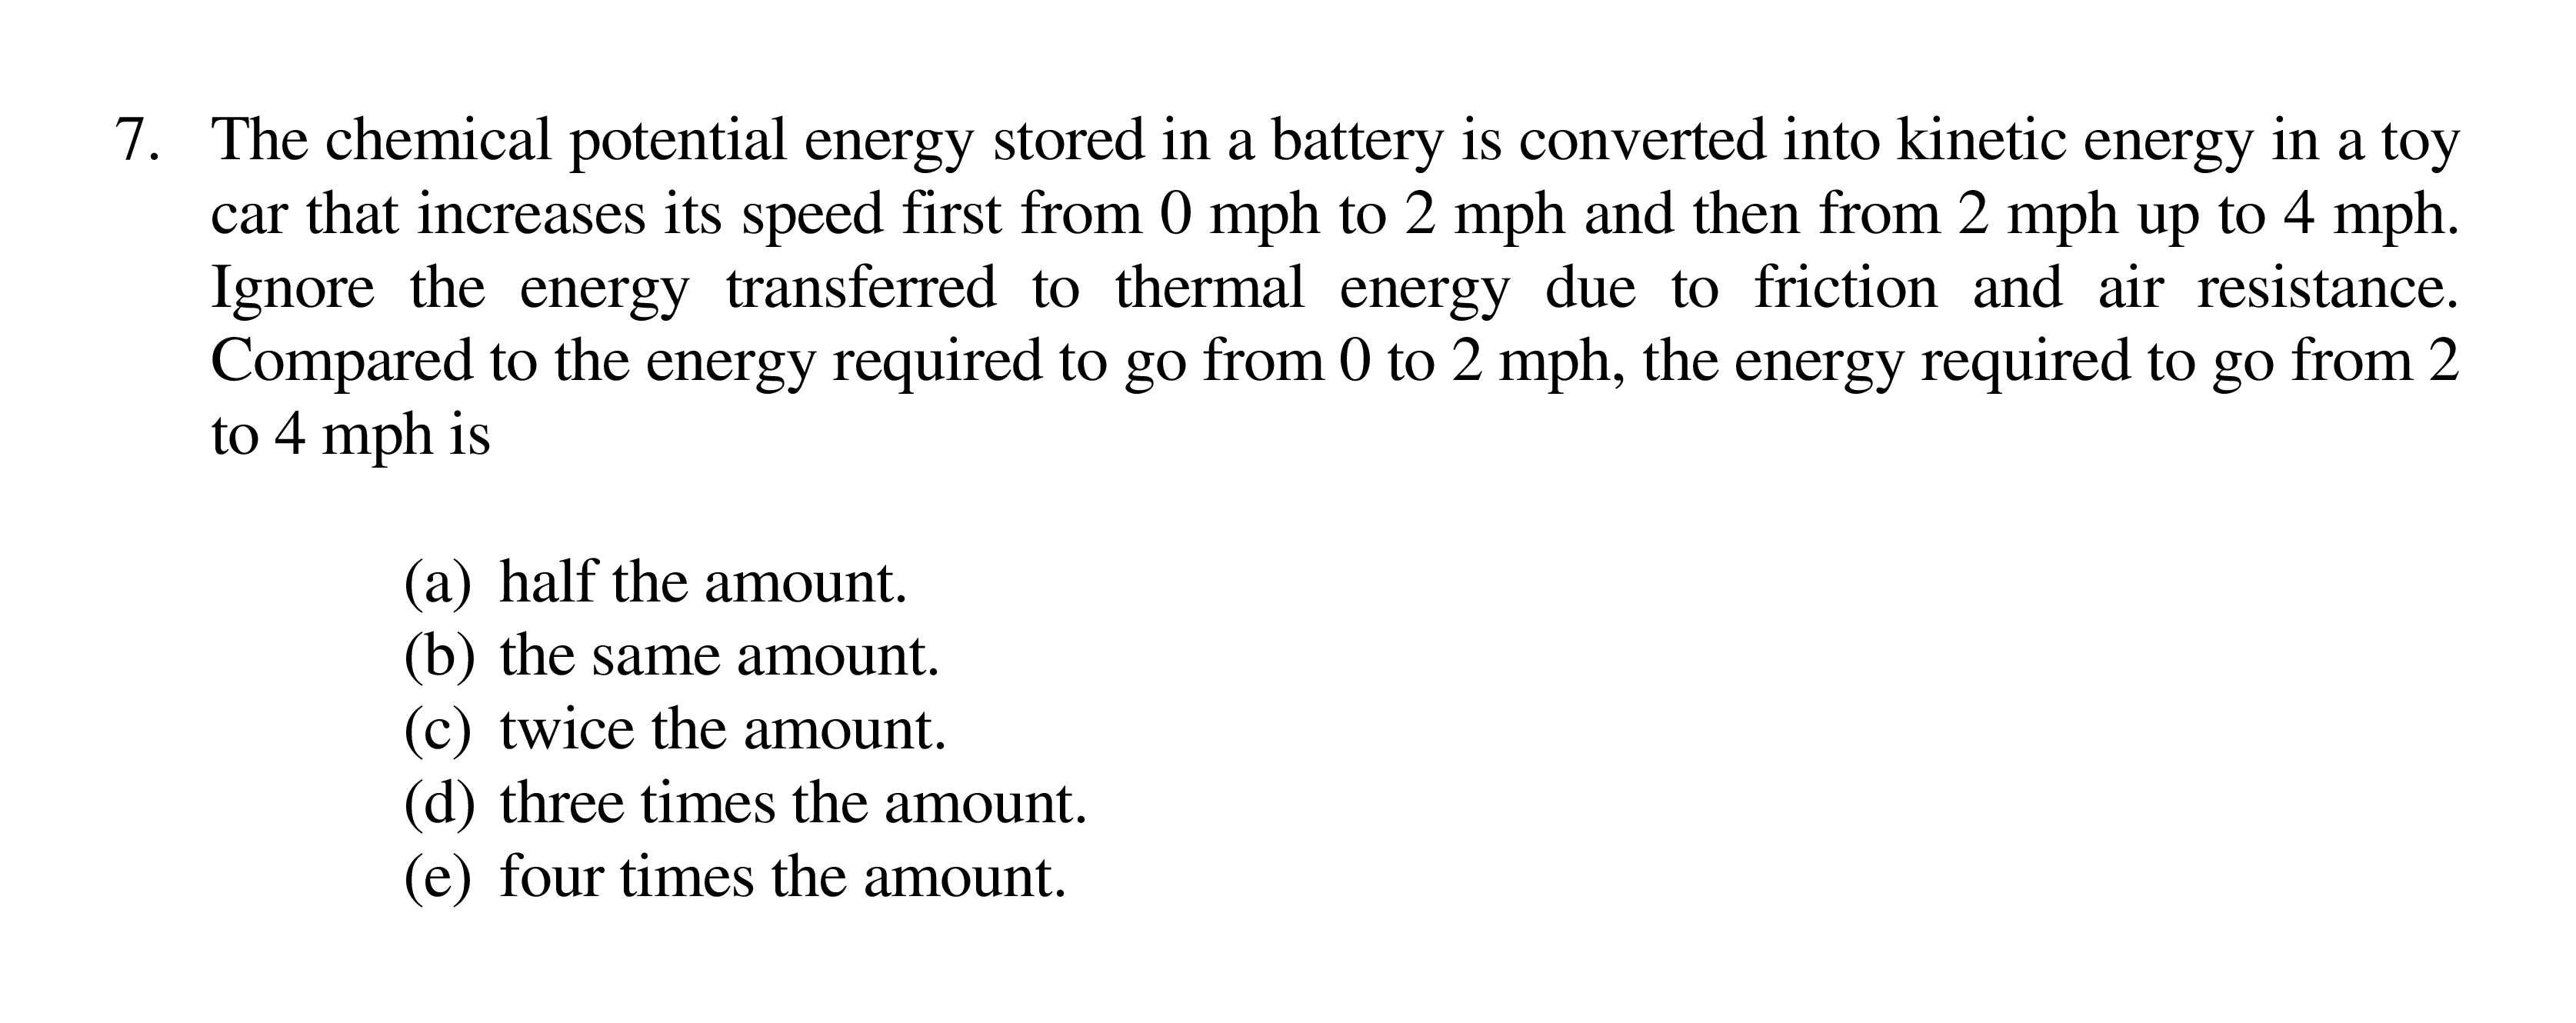 7. The chemical potential energy stored in a battery is converted into kinetic energy in a toy
car that increases its speed first from 0 mph to 2 mph and then from 2 mph up to 4 mph.
Ignore the energy transferred to thermal energy due to friction and air resistance.
Compared to the energy required to go from 0 to 2 mph, the energy required to go from 2
to 4 mph is
(a) half the amount.
(b) the same amount.
(c) twice the amount.
(d) three times the amount.
(e) four times the amount.